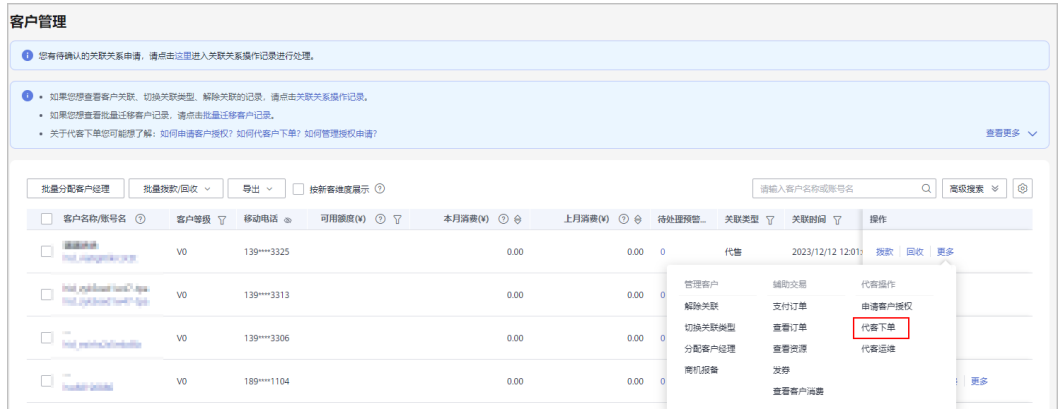 客户管理
您有待确认的关联关系申请，请点击这里进入关联关系操作记录进行处理。
• 如果您想查看客户关联、切换关联类型、解除关联的记录，请点击关联关系操作记录。
• 如果您想查看批量迁移客户记录，请点击批量迁移客户记录。
• 关于代客下单您可能想了解：如何申请客户授权？如何代客户下单？如何管理授权申请？
查看更多
批量分配客户经理 批量拨款/回收 导出 按新客维度展示 请输入客户名称或账号名 高级搜索
客户名称/账号名 客户等级 移动电话 可用额度(¥) 本月消费(¥) 上月消费(¥) 待处理预警... 关联类型 关联时间 操作
V0 139****3325 0.00 0.00 0 代售 2023/12/12 12:01: 拨款 回收 更多
V0 139****3313 0.00 0.00 0
V0 139****3306 0.00 0.00 0
V0 189****1104 0.00 0.00 0 更多
管理客户 辅助交易 代客操作
解除关联 支付订单 申请客户授权
切换关联类型 查看订单 代客下单
分配客户经理 查看资源 代客运维
商机报备 发券
查看客户消费